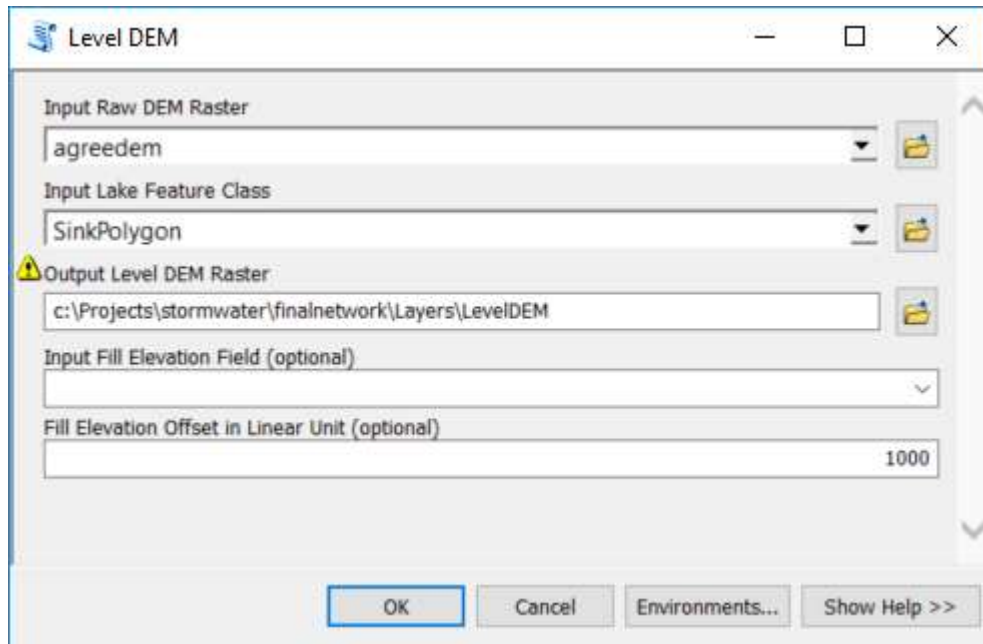 Level DEM
Input Raw DEM Raster
agreedem
Input Lake Feature Class
SinkPolygon
Output Level DEM Raster
c:\Projects\stormwater\finalnetwork\Layers\LevelDEM
Input Fill Elevation Field (optional)
Fill Elevation Offset in Linear Unit (optional)
1000
OK Cancel Environments... Show Help >>